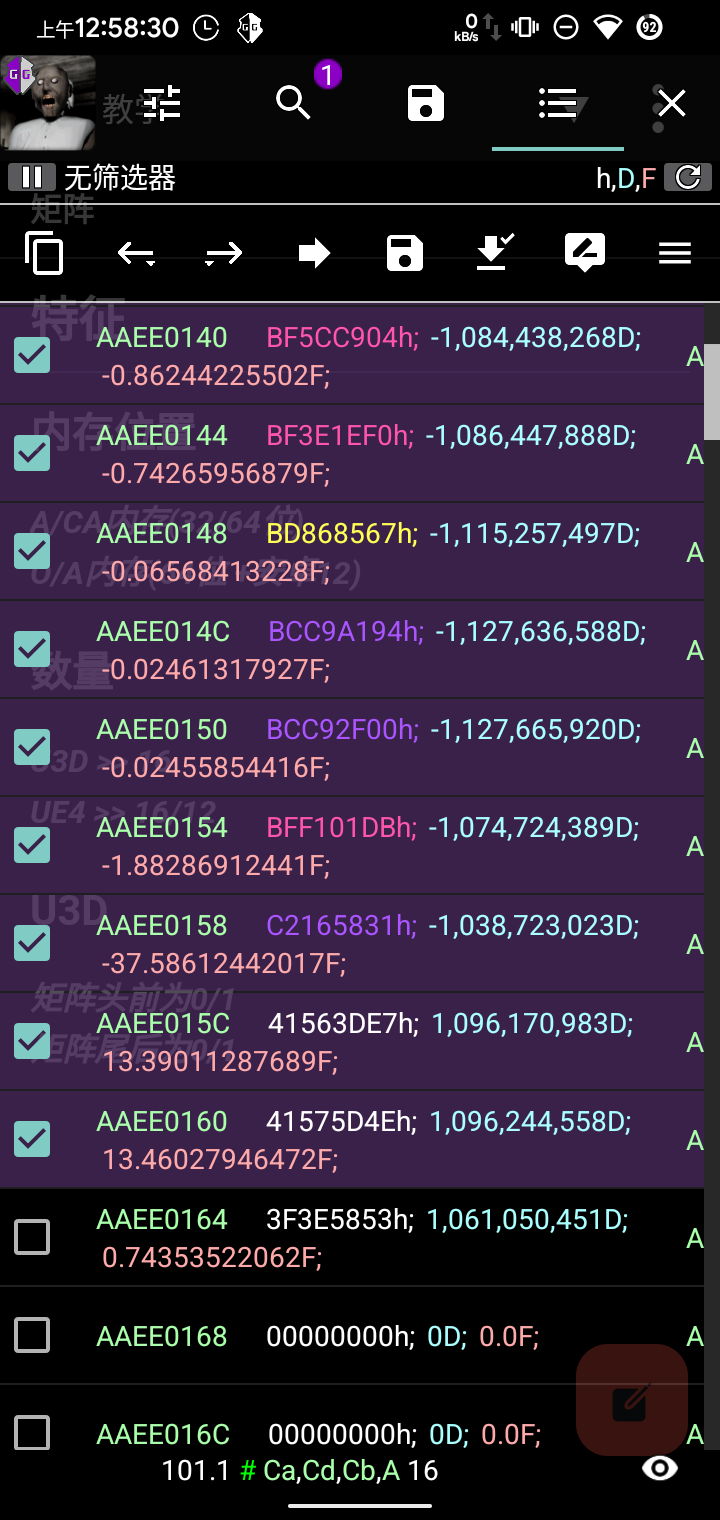 上午12:58:30
0
kB/s
92
1
教学
无筛选器
h,D,F
矩阵
特征
AAEE0140 BF5CC904h; -1,084,438,268D;
-0.86244225502F;
A
内存位置
AAEE0144 BF3E1EF0h; -1,086,447,888D;
-0.74265956879F;
A
A/CA内存(32/64位)
AAEE0148 BD868567h; -1,115,257,497D;
-0.06568413228F;
A
AAEE014C BCC9A194h; -1,127,636,588D;
-0.02461317927F;
A
数量
AAEE0150 BCC92F00h; -1,127,665,920D;
-0.02455854416F;
A
U3D >> 16
UE4 >> 16/12
AAEE0154 BFF101DBh; -1,074,724,389D;
-1.88286912441F;
A
U3D
AAEE0158 C2165831h; -1,038,723,023D;
-37.58612442017F;
A
矩阵头前为0/1
AAEE015C 41563DE7h; 1,096,170,983D;
13.39011287689F;
A
矩阵尾后为0/1
AAEE0160 41575D4Eh; 1,096,244,558D;
13.46027946472F;
A
AAEE0164 3F3E5853h; 1,061,050,451D;
0.74353522062F;
A
AAEE0168 00000000h; 0D; 0.0F;
A
AAEE016C 00000000h; 0D; 0.0F;
A
101.1 # Ca,Cd,Cb,A 16